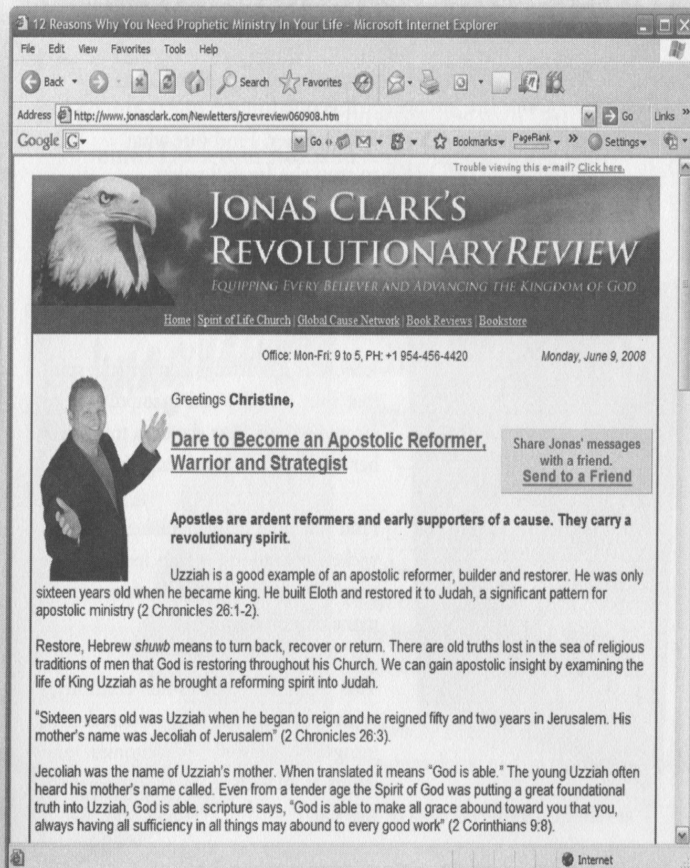 12 Reasons Why You Need Prophetic Ministry In Your Life - Microsoft Internet Explorer
File Edit View Favorites Tools Help
Back Search Favorites
Address http://www.jonasclark.com/Newletters/jcrevreview060908.htm Go Links »
Google G Go Bookmarks PageRank » Settings
Trouble viewing this e-mail? Click here.
JONAS CLARK'S
REVOLUTIONARY REVIEW
EQUIPPING EVERY BELIEVER AND ADVANCING THE KINGDOM OF GOD
Home | Spirit of Life Church | Global Cause Network | Book Reviews | Bookstore
Office: Mon-Fri: 9 to 5, PH: +1 954-456-4420 Monday, June 9, 2008
Greetings Christine,
Dare to Become an Apostolic Reformer,
Warrior and Strategist
Share Jonas' messages
with a friend.
Send to a Friend
Apostles are ardent reformers and early supporters of a cause. They carry a
revolutionary spirit.
Uzziah is a good example of an apostolic reformer, builder and restorer. He was only
sixteen years old when he became king. He built Eloth and restored it to Judah, a significant pattern for
apostolic ministry (2 Chronicles 26:1-2).
Restore, Hebrew shuwb means to turn back, recover or return. There are old truths lost in the sea of religious
traditions of men that God is restoring throughout his Church. We can gain apostolic insight by examining the
life of King Uzziah as he brought a reforming spirit into Judah.
“Sixteen years old was Uzziah when he began to reign and he reigned fifty and two years in Jerusalem. His
mother's name was Jecoliah of Jerusalem” (2 Chronicles 26:3).
Jecoliah was the name of Uzziah's mother. When translated it means “God is able.” The young Uzziah often
heard his mother's name called. Even from a tender age the Spirit of God was putting a great foundational
truth into Uzziah, God is able. scripture says, “God is able to make all grace abound toward you that you,
always having all sufficiency in all things may abound to every good work” (2 Corinthians 9:8).
Internet